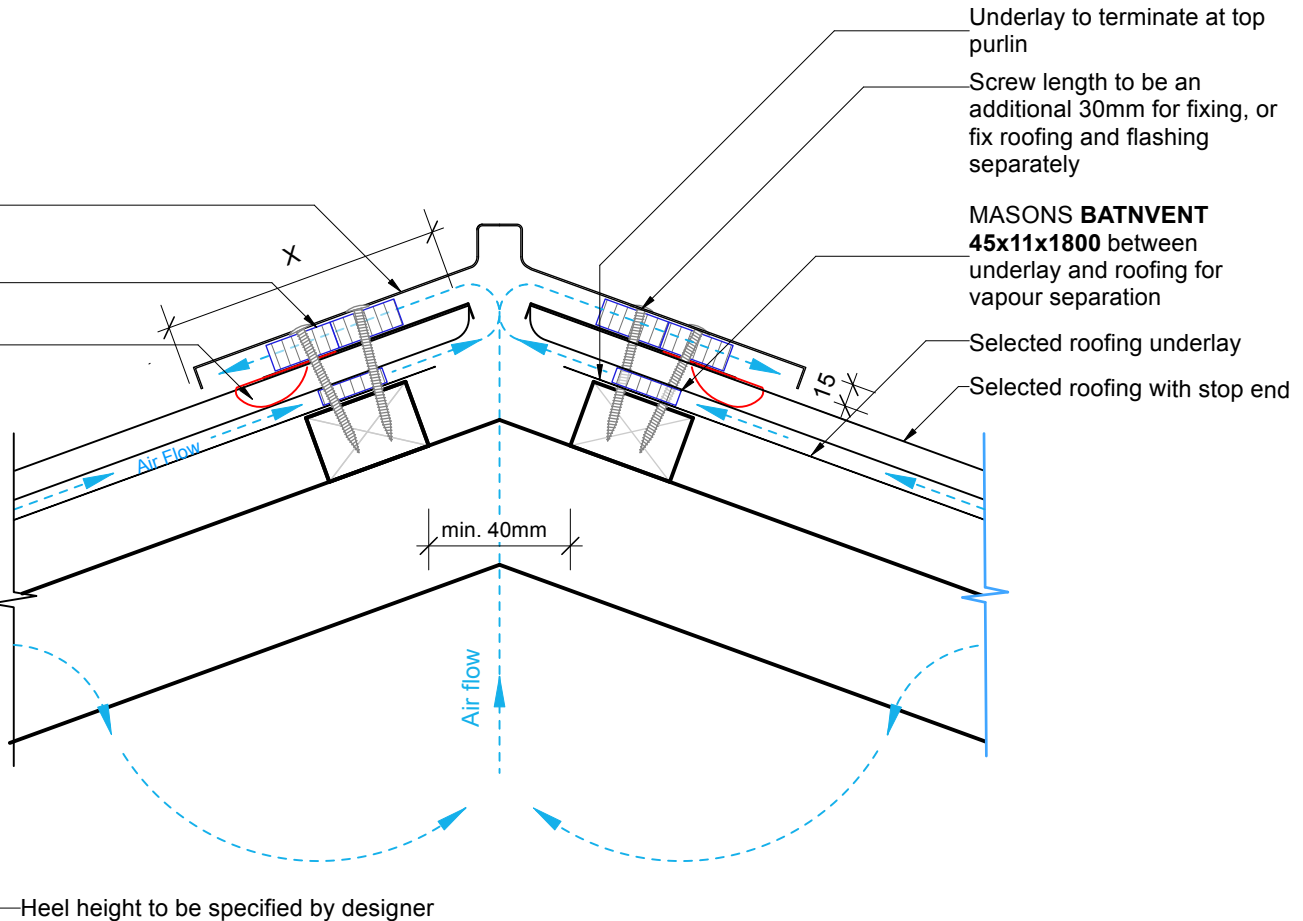 Underlay to terminate at top
purlin
Screw length to be an
additional 30mm for fixing, or
fix roofing and flashing
separately
MASONS BATNVENT
45x11x1800 between
underlay and roofing for
vapour separation
Selected roofing underlay
Selected roofing with stop end
X
15
Air Flow
min. 40mm
Air flow
Heel height to be specified by designer